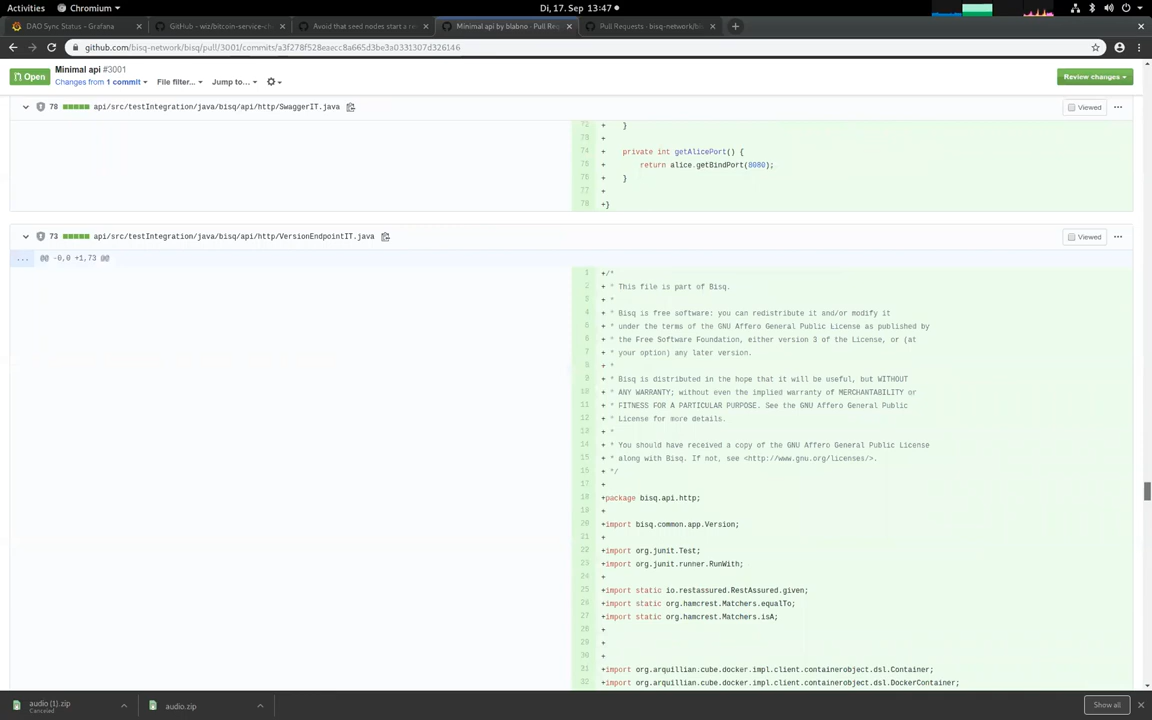 Activities
Chromium
Di, 17. Sep 13:47
DAO Sync Status - Grafana
GitHub - wiz/bitcoin-service-ch
Avoid that seed nodes start a re
Minimal api by blabno · Pull Req
Pull Requests · bisq-network/bi
github.com/bisq-network/bisq/pull/3001/commits/a3f278f528eaecc8a665d3be3a0331307d326146
Open
Minimal api #3001
Changes from 1 commit
File filter...
Jump to...
Review changes
78 api/src/testIntegration/java/bisq/api/http/SwaggerIT.java
Viewed
72 + }
73 +
74 + private int getAlicePort() {
75 + return alice.getBindPort(8080);
76 + }
77 +
78 +}
73 api/src/testIntegration/java/bisq/api/http/VersionEndpointIT.java
Viewed
... @@ -0,0 +1,73 @@
1 +/*
2 + * This file is part of Bisq.
3 + *
4 + * Bisq is free software: you can redistribute it and/or modify it
5 + * under the terms of the GNU Affero General Public License as published by
6 + * the Free Software Foundation, either version 3 of the License, or (at
7 + * your option) any later version.
8 + *
9 + * Bisq is distributed in the hope that it will be useful, but WITHOUT
10 + * ANY WARRANTY; without even the implied warranty of MERCHANTABILITY or
11 + * FITNESS FOR A PARTICULAR PURPOSE. See the GNU Affero General Public
12 + * License for more details.
13 + *
14 + * You should have received a copy of the GNU Affero General Public License
15 + * along with Bisq. If not, see <http://www.gnu.org/licenses/>.
16 + */
17 +
18 +package bisq.api.http;
19 +
20 +import bisq.common.app.Version;
21 +
22 +import org.junit.Test;
23 +import org.junit.runner.RunWith;
24 +
25 +import static io.restassured.RestAssured.given;
26 +import static org.hamcrest.Matchers.equalTo;
27 +import static org.hamcrest.Matchers.isA;
28 +
29 +
30 +
31 +import org.arquillian.cube.docker.impl.client.containerobject.dsl.Container;
32 +import org.arquillian.cube.docker.impl.client.containerobject.dsl.DockerContainer;
audio (1).zip
Canceled
audio.zip
Show all